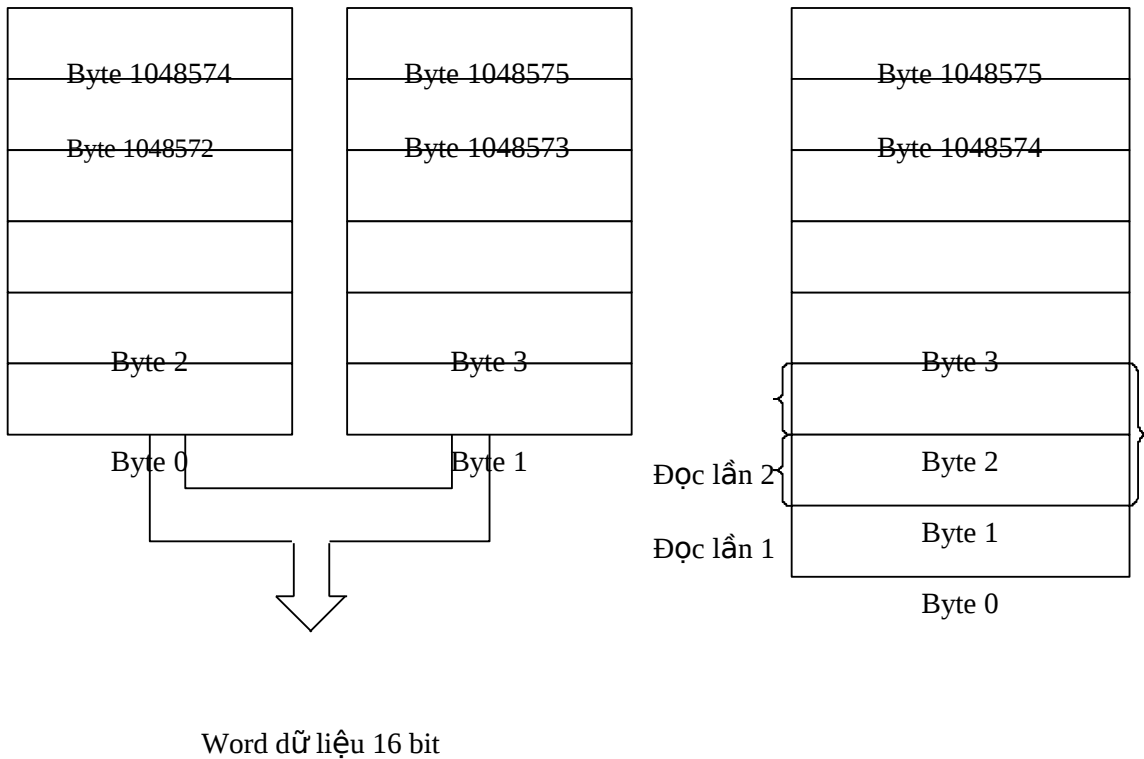 Byte 1048574
Byte 1048575
Byte 1048575
Byte 1048572
Byte 1048573
Byte 1048574
Byte 2
Byte 3
Byte 3
Byte 0
Byte 1
Đọc lần 2
Byte 2
Đọc lần 1
Byte 1
Byte 0
Word dữ liệu 16 bit